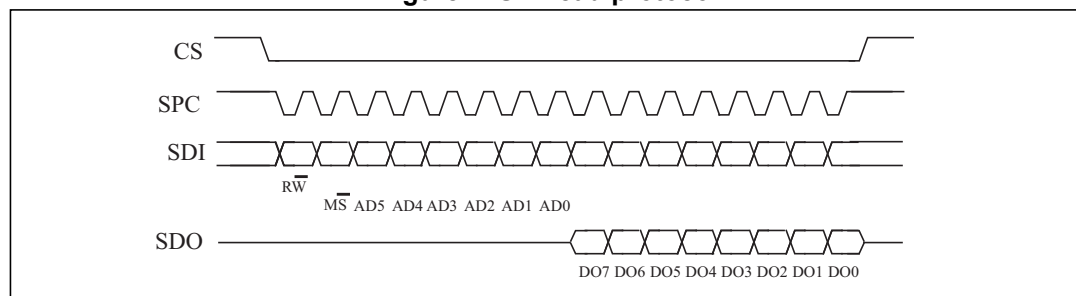 CS
SPC
SDI
RW̅
MS̅ AD5 AD4 AD3 AD2 AD1 AD0
SDO
DO7 DO6 DO5 DO4 DO3 DO2 DO1 DO0